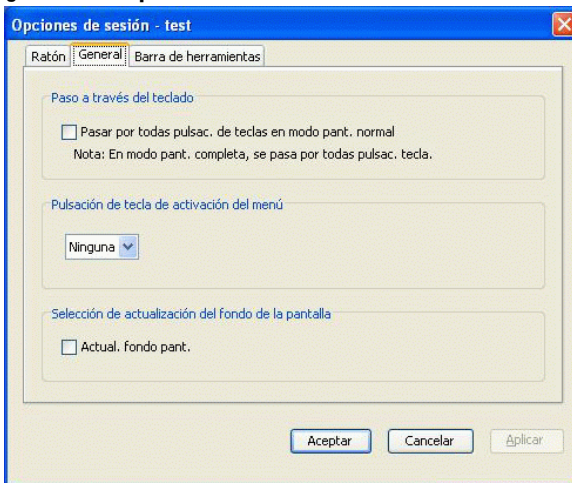 Opciones de sesión - test
Ratón General Barra de herramientas
Paso a través del teclado
Pasar por todas pulsac. de teclas en modo pant. normal
Nota: En modo pant. completa, se pasa por todas pulsac. tecla.
Pulsación de tecla de activación del menú
Ninguna
Selección de actualización del fondo de la pantalla
Actual. fondo pant.
Aceptar Cancelar Aplicar